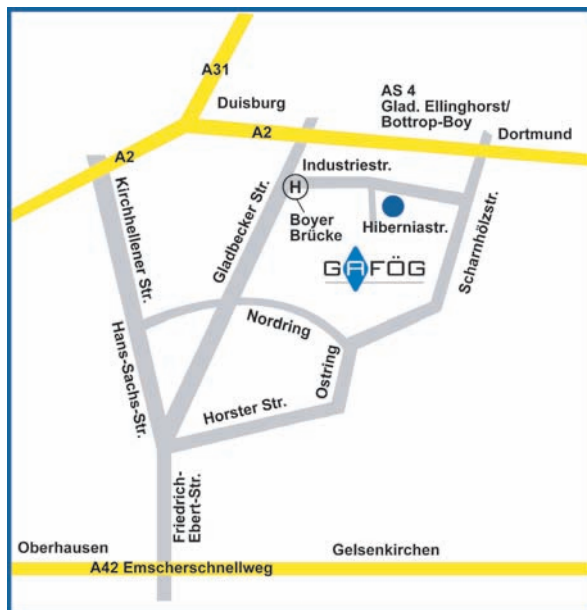 A31
Duisburg
AS 4
Glad. Ellinghorst/
Bottrop-Boy
Dortmund
A2
A2
Industriestr.
H
Boyer
Brücke
Hiberniastr.
Kirchhellener Str.
Gladbecker Str.
Scharnhölzstr.
GAFÖG
Nordring
Hans-Sachs-Str.
Ostring
Horster Str.
Friedrich-
Ebert-Str.
Oberhausen
Gelsenkirchen
A42 Emscherschnellweg